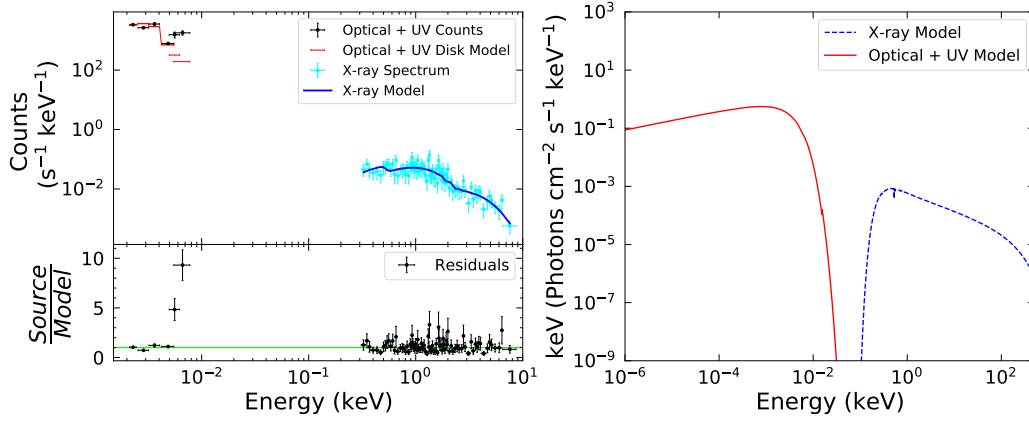 Counts
(s⁻¹ keV⁻¹)
10²
10⁰
10⁻²
Optical + UV Counts
Optical + UV Disk Model
X-ray Spectrum
X-ray Model
Source
Model
10
5
0
Residuals
10⁻²
10⁻¹
10⁰
10¹
Energy (keV)
keV (Photons cm⁻² s⁻¹ keV⁻¹)
10³
10¹
10⁻¹
10⁻³
10⁻⁵
10⁻⁷
10⁻⁹
X-ray Model
Optical + UV Model
10⁻⁶
10⁻⁴
10⁻²
10⁰
10²
Energy (keV)